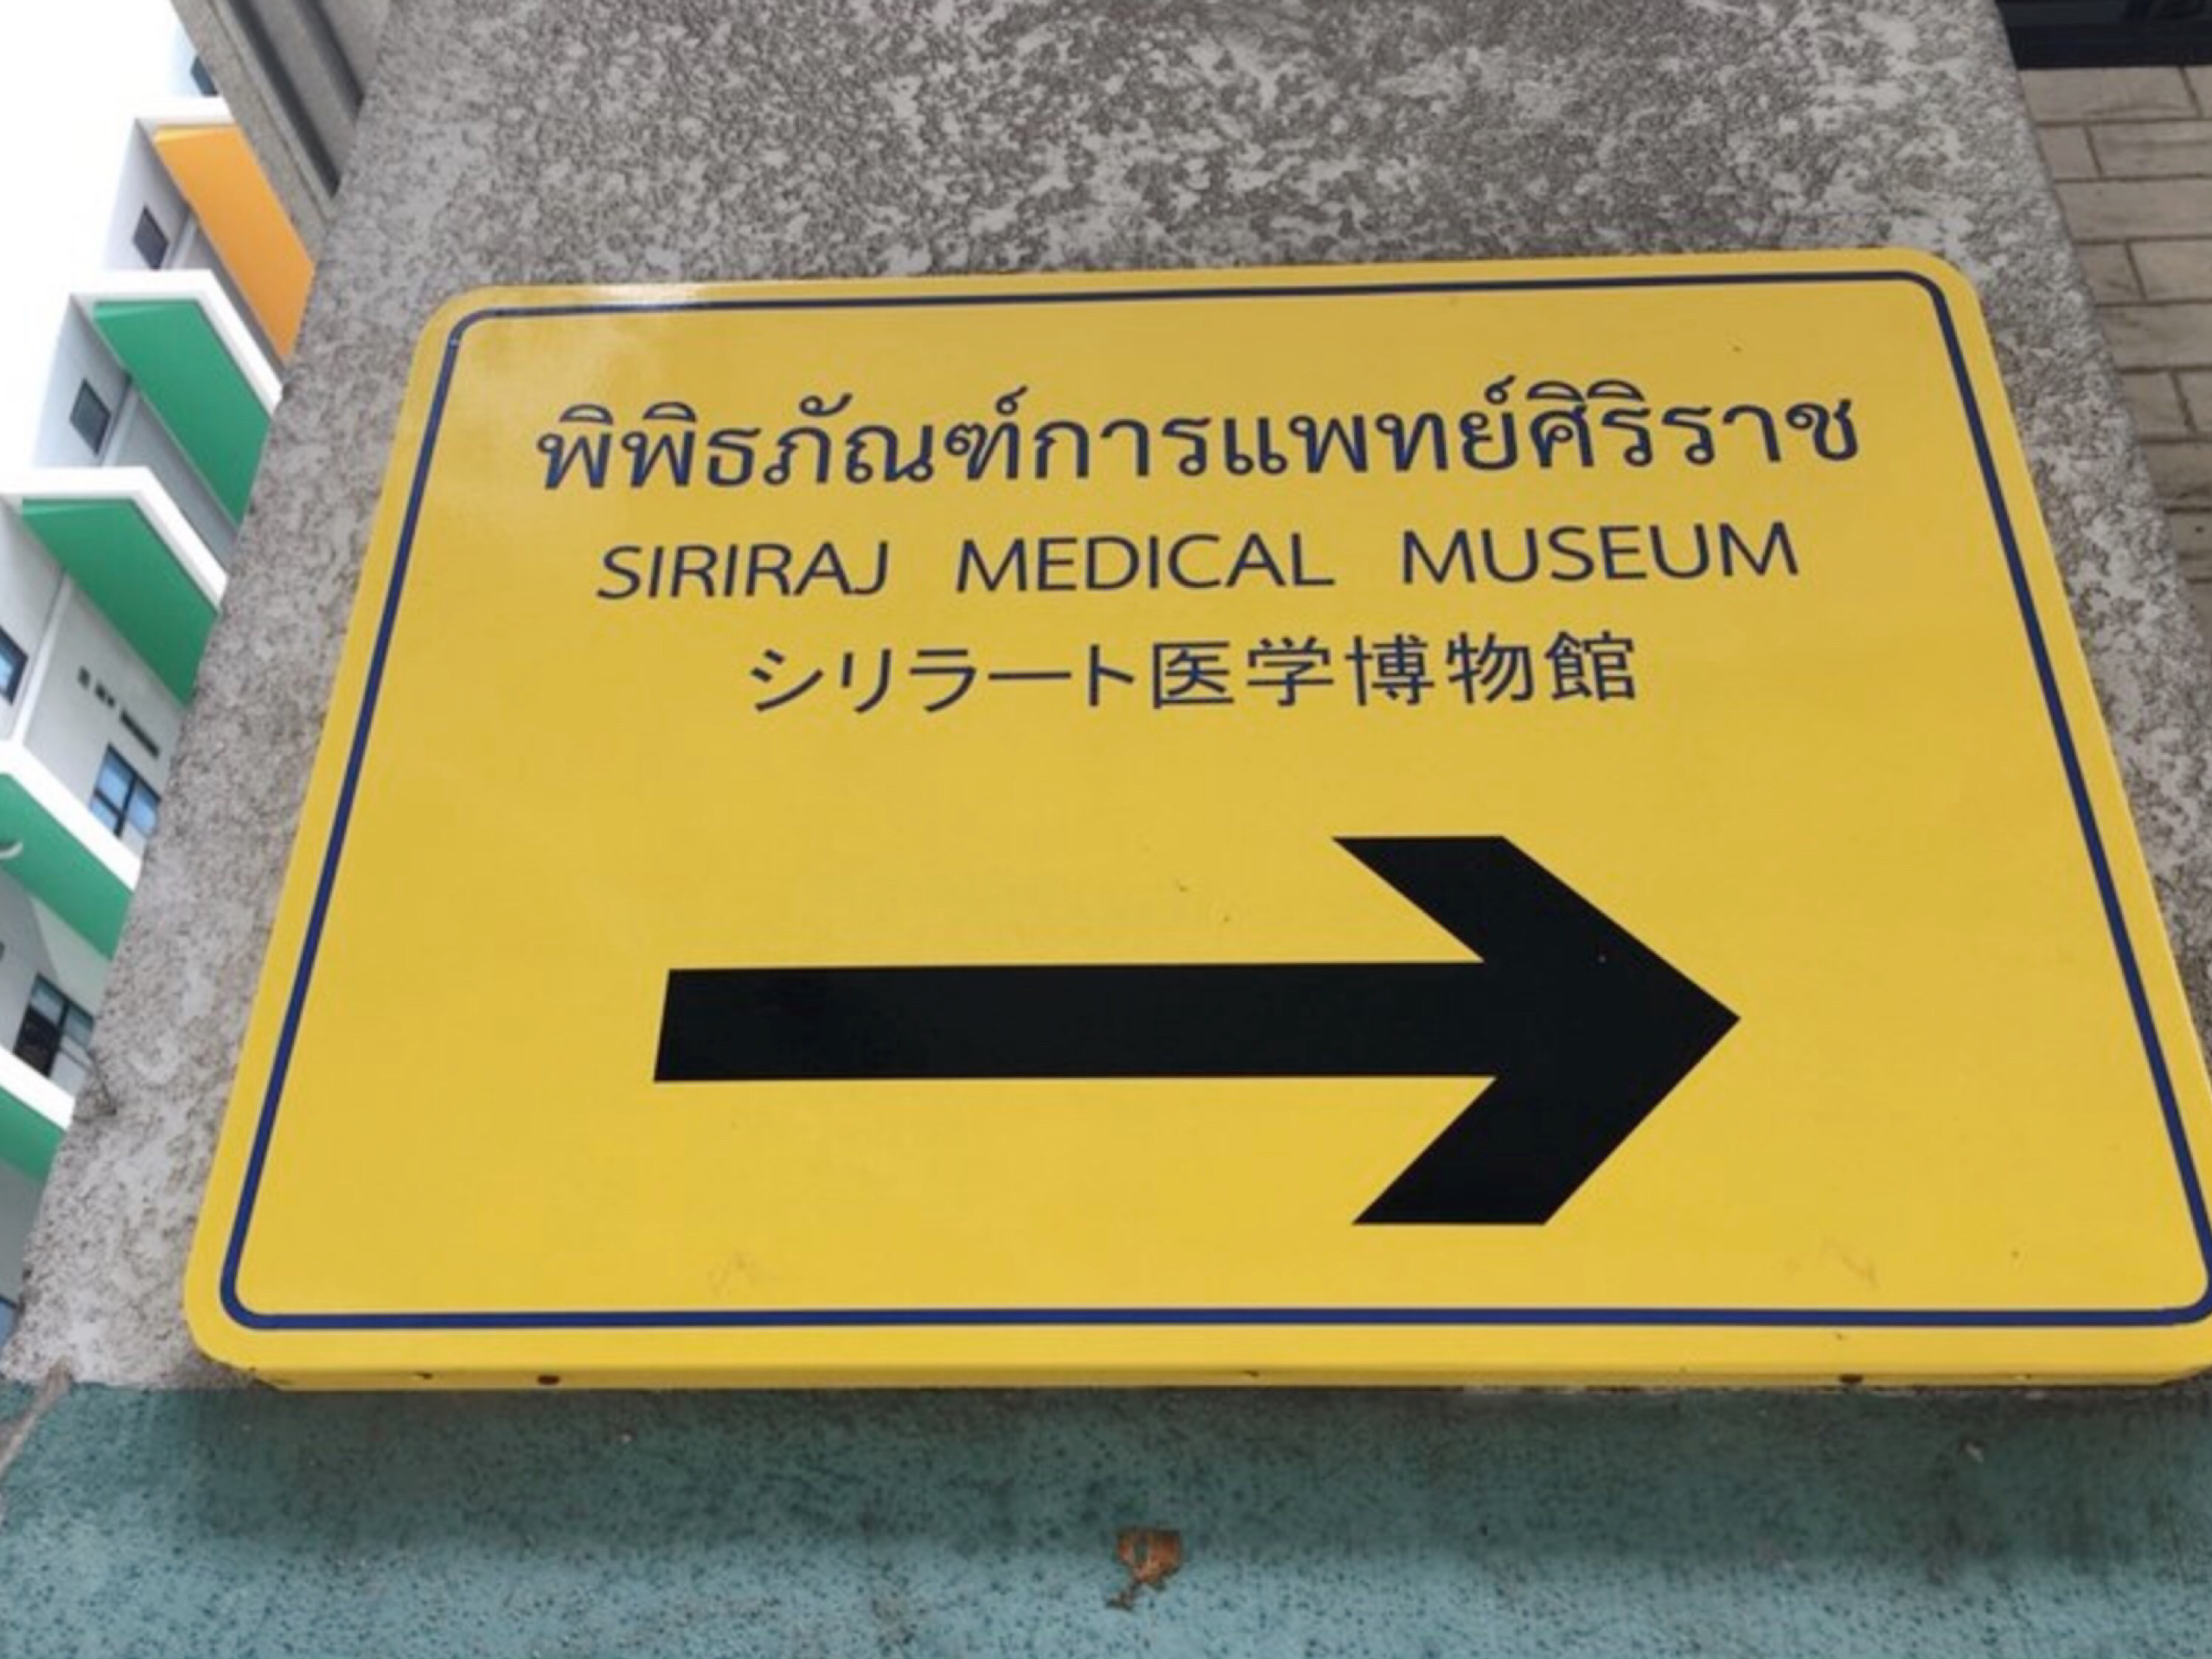 พิพิธภัณฑ์การแพทย์ศิริราช
SIRIRAJ MEDICAL MUSEUM
シリラート医学博物館